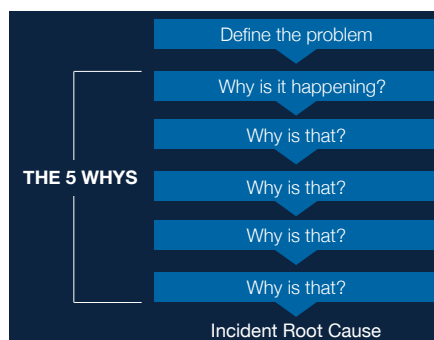 Define the problem
Why is it happening?
Why is that?
THE 5 WHYS
Why is that?
Why is that?
Why is that?
Incident Root Cause